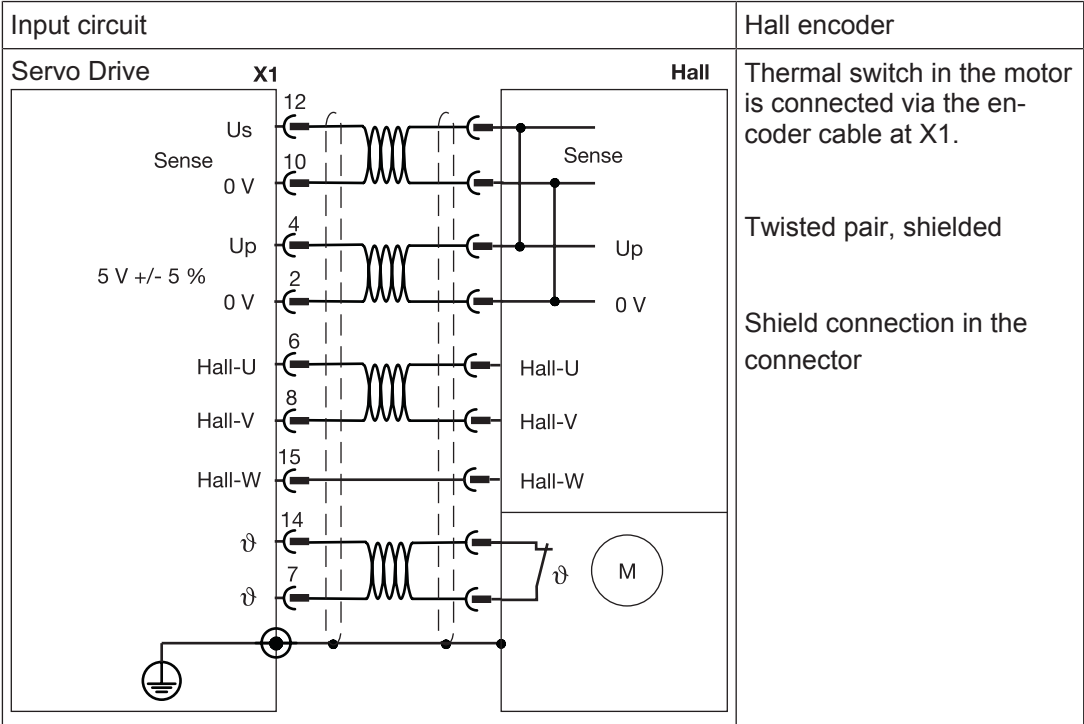 Input circuit
Hall encoder
Servo Drive
X1
Hall
Thermal switch in the motor
is connected via the en-
coder cable at X1.
12
Us
Sense
Sense
10
0 V
4
Up
Up
Twisted pair, shielded
5 V +/- 5 %
2
0 V
0 V
6
Hall-U
Hall-U
Shield connection in the
connector
8
Hall-V
Hall-V
15
Hall-W
Hall-W
14
ϑ
ϑ
M
7
ϑ